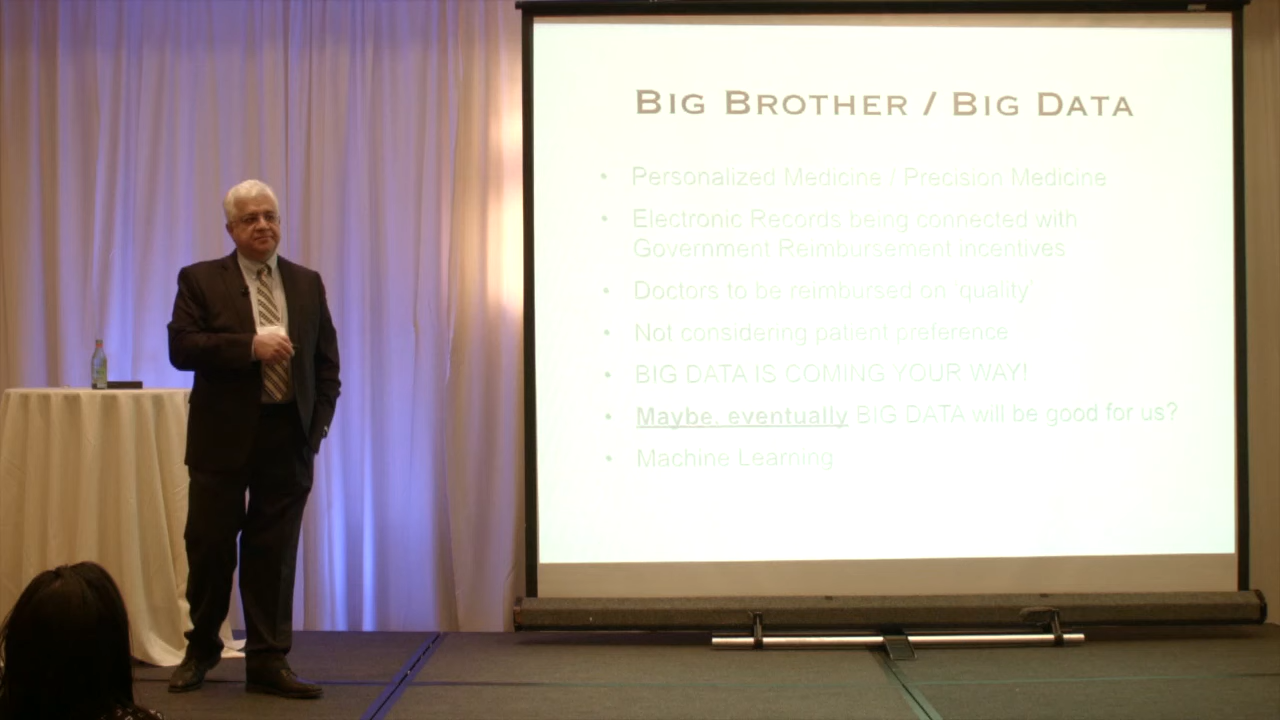 BIG BROTHER / BIG DATA
• Personalized Medicine / Precision Medicine
• Electronic Records being connected with
Government Reimbursement incentives
• Doctors to be reimbursed on 'quality'
• Not considering patient preference
• BIG DATA IS COMING YOUR WAY!
• Maybe, eventually BIG DATA will be good for us?
• Machine Learning